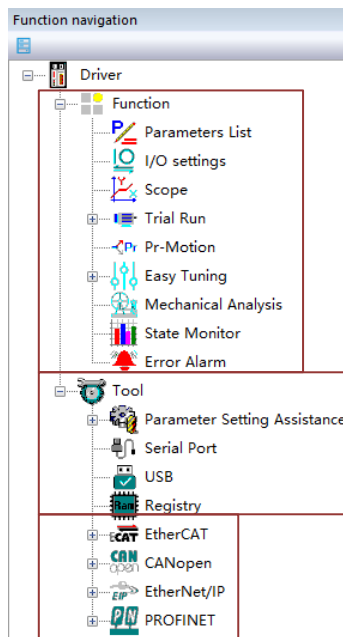 Function navigation
Driver
Function
Parameters List
I/O settings
Scope
Trial Run
Pr-Motion
Easy Tuning
Mechanical Analysis
State Monitor
Error Alarm
Tool
Parameter Setting Assistance
Serial Port
USB
Registry
EtherCAT
CANopen
EtherNet/IP
PROFINET